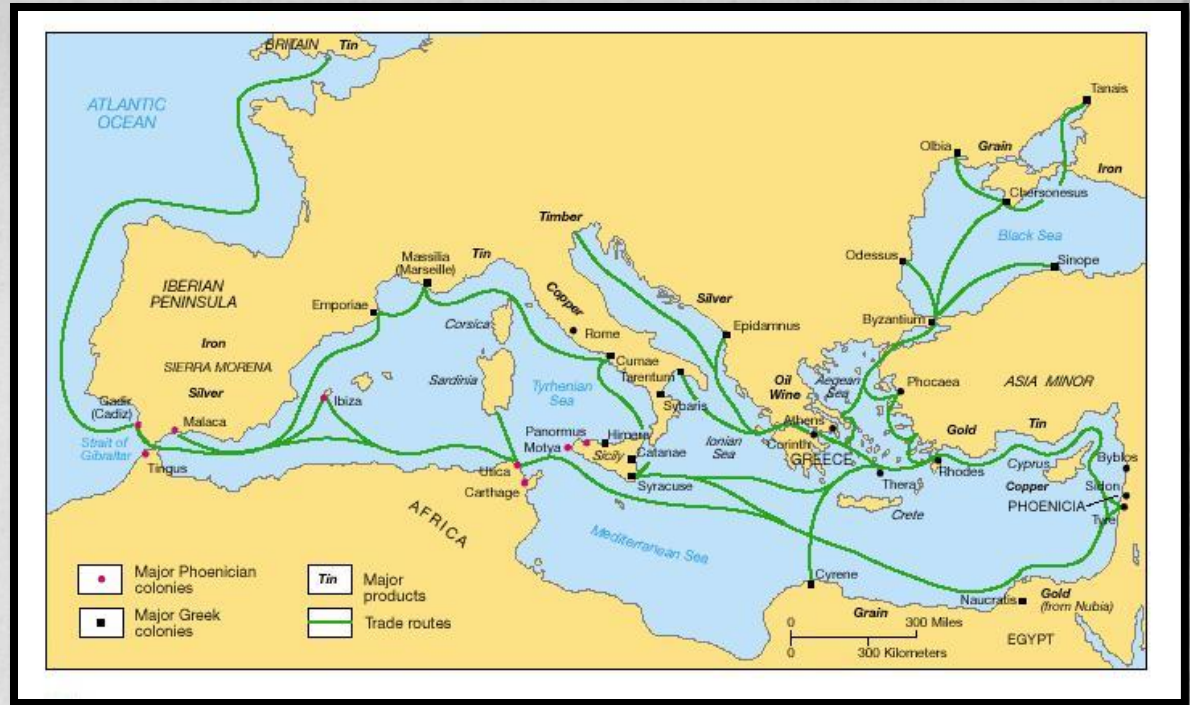 BRITAIN Tin
ATLANTIC
OCEAN
Tanais
Olbia Grain
Iron
Chersonesus
Black Sea
Timber
Massilia
(Marseille)
Tin
Odessus
Sinope
IBERIAN
PENINSULA
Emporiae
Copper
Silver
Corsica
Rome
Epidamnus
Byzantium
Iron
SIERRA MORENA
Cumae
Sardinia
Tarentum
Oil
Wine
Aegean
Sea
Phocaea
ASIA MINOR
Silver
Tyrrhenian
Sea
Gadir
(Cadiz)
Ibiza
Sybaris
Athens
Malaca
Panormus
Himera
Ionian
Sea
Corinth
Gold
Tin
Strait of
Gibraltar
Motya
Sicily
Catanae
GREECE
Tingus
Utica
Syracuse
Thera
Rhodes
Cyprus
Byblos
Carthage
Copper
Sidon
PHOENICIA
Crete
Tyre
AFRICA
Mediterranean Sea
Cyrene
Naucratis
Gold
(from Nubia)
Grain
EGYPT
Major Phoenician
colonies
Tin
Major
products
Major Greek
colonies
Trade routes
0 300 Miles
0 300 Kilometers